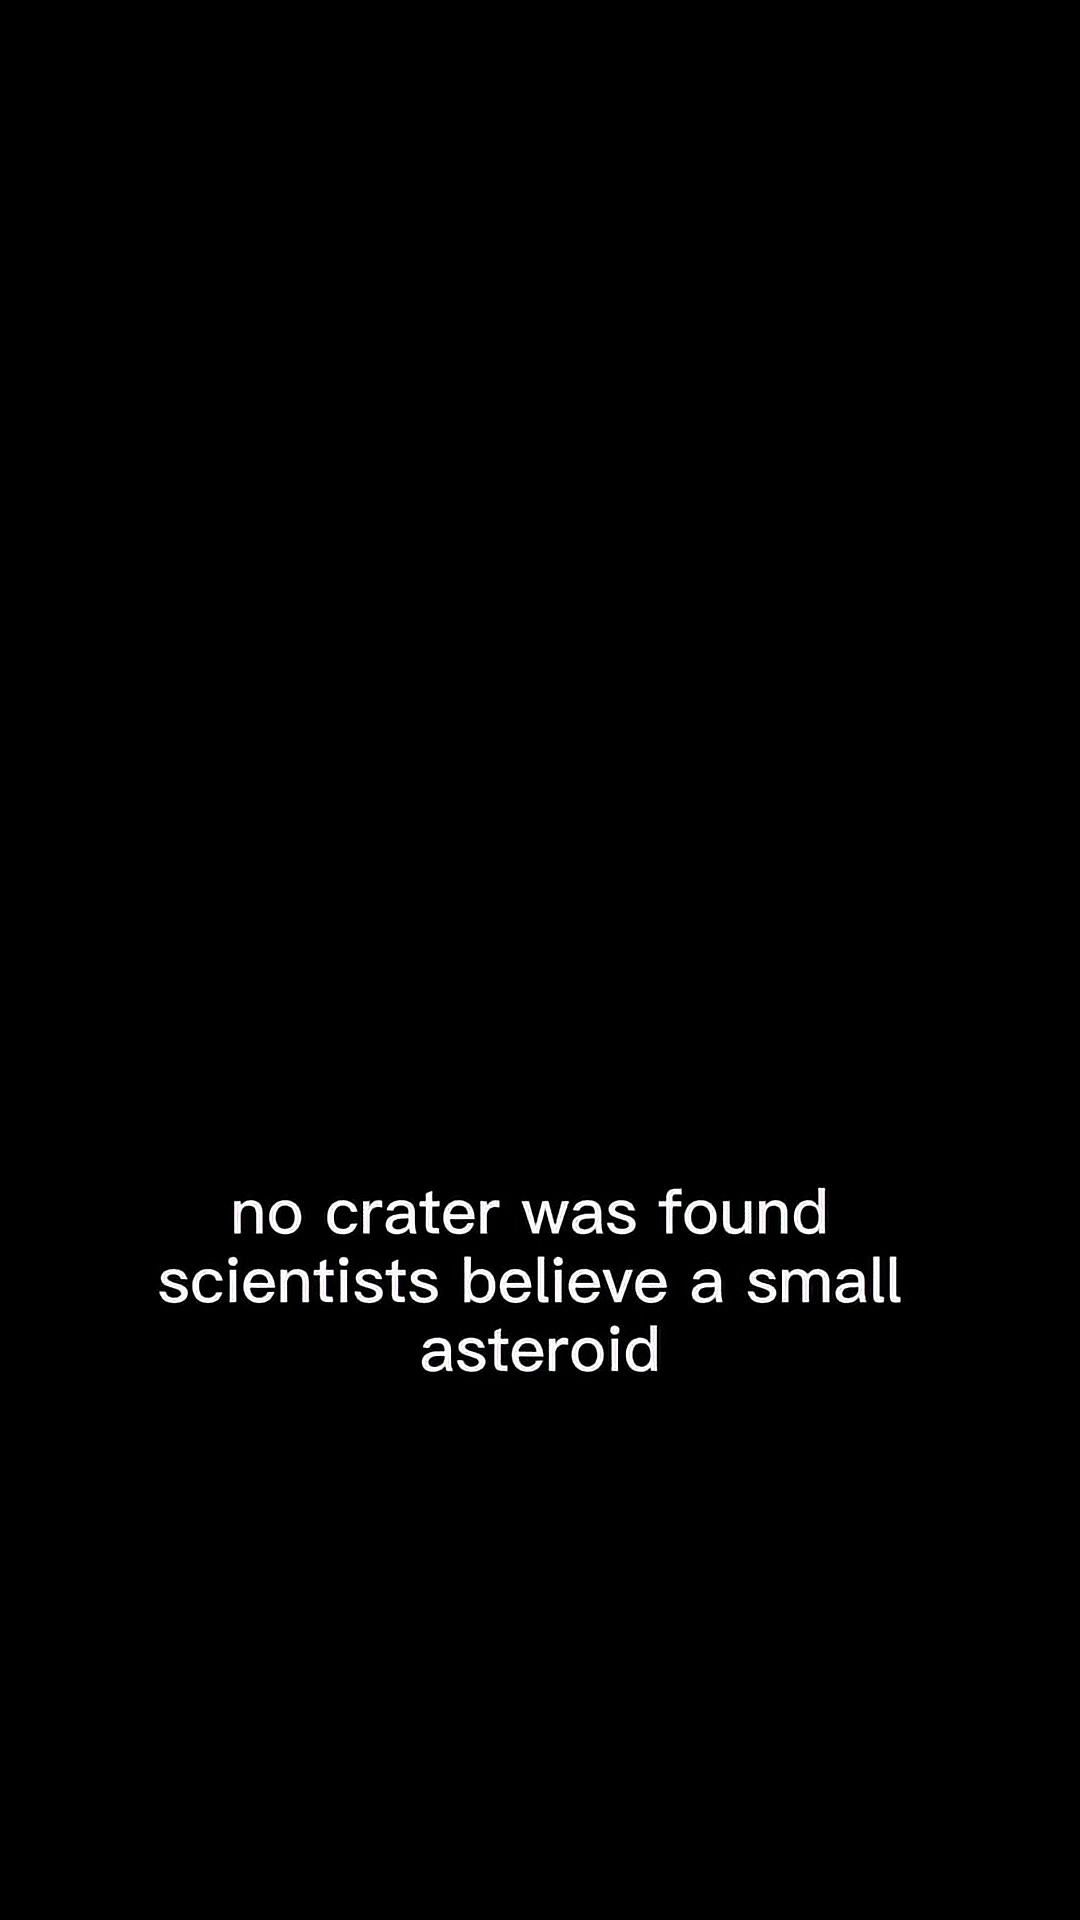 no crater was found
scientists believe a small
asteroid